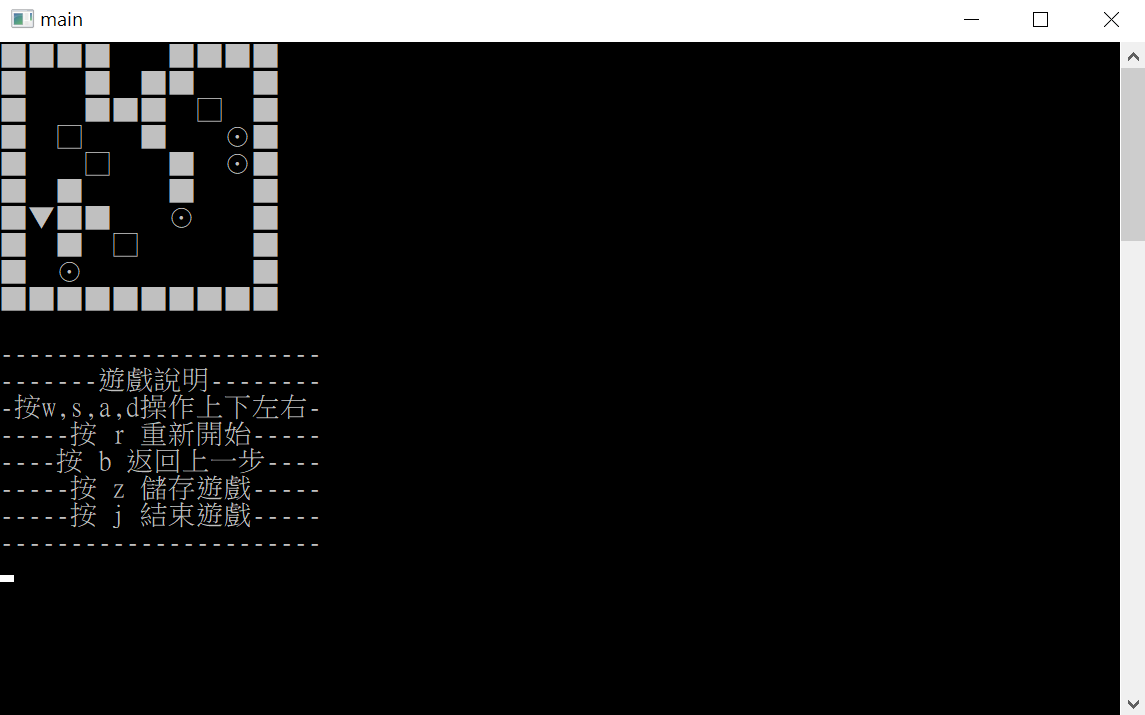 main
----------------------
-------遊戲說明--------
-按w,s,a,d操作上下左右-
-----按 r 重新開始-----
----按 b 返回上一步----
-----按 z 儲存遊戲-----
-----按 j 結束遊戲-----
----------------------